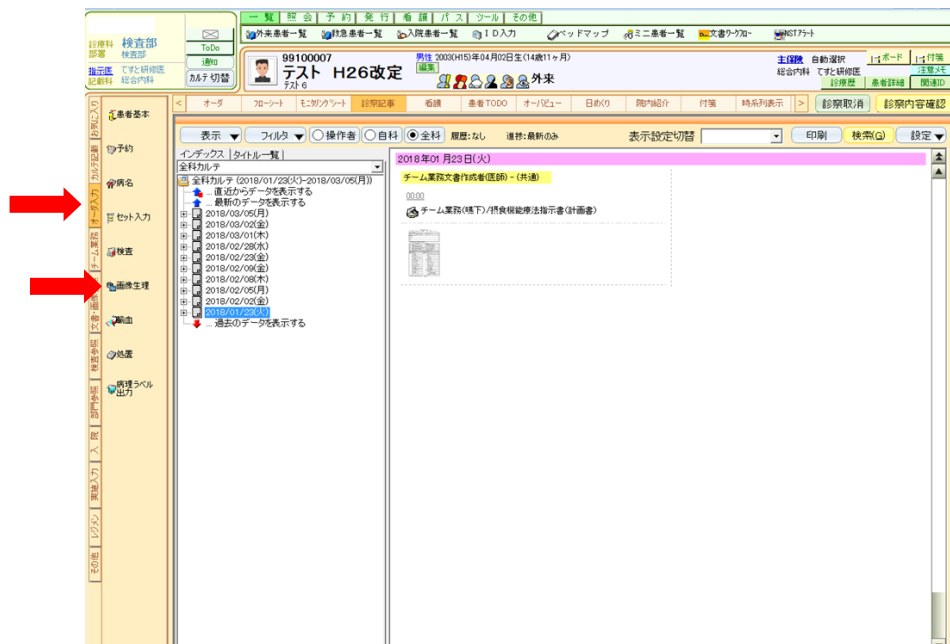 一 覧 照 会 予 約 発 行 看 護 パ ス ツール その他
外来患者一覧 救急患者一覧 入院患者一覧 ＩＤ入力 ベッドマップ ミニ患者一覧 文書ワークフロー NSTアラート
診療科 検査部
部署 検査部
指示医 てすと研修医
記載科 総合内科
ToDo
通知
カルテ切替
99100007
テスト H26改定
テスト6
男性 2003(H15)年04月02日生(14歳11ヶ月)
編集
外来
主保険 自動選択
総合内科 てすと研修医
ボード 付箋
注意メモ
診療歴 患者詳細 関連ID
< オーダ フローシート モニタリングシート 診察記事 看護 患者TODO オーバビュー 日めくり 院内紹介 付箋 時系列表示 >
診察取消 診察内容確認
お気に入り
カルテ記載
オーダ入力
チーム業務
文書・画像
検査参照
部門参照
入 院
実施入力
レジメン
その他
患者基本
予約
病名
セット入力
検査
画像生理
輸血
処置
病理ラベル
出力
表示 ▼ フィルタ ▼ 操作者 自科 全科 履歴:なし 進捗:最新のみ 表示設定切替 印刷 検索(Q) 設定▼
インデックス タイトル一覧
全科カルテ
全科カルテ (2018/01/23(火)-2018/03/05(月))
... 直近からデータを表示する
... 最新のデータを表示する
2018/03/05(月)
2018/03/02(金)
2018/03/01(木)
2018/02/28(水)
2018/02/23(金)
2018/02/09(金)
2018/02/08(木)
2018/02/05(月)
2018/02/02(金)
2018/01/23(火)
... 過去のデータを表示する
2018年01月23日(火)
チーム業務文書作成者(医師) - (共通)
00:00
チーム業務(嚥下)/摂食機能療法指示書(計画書)